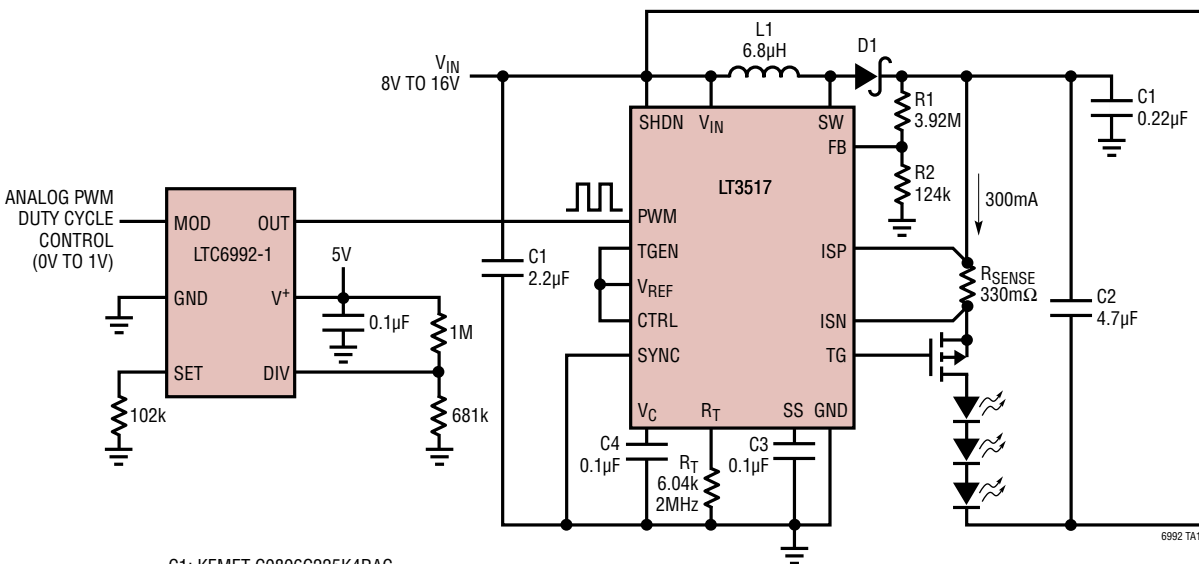 V_IN
8V TO 16V
L1
6.8µH
D1
R1
3.92M
R2
124k
C1
0.22µF
SHDN
V_IN
SW
FB
LT3517
300mA
ANALOG PWM
DUTY CYCLE
CONTROL
(0V TO 1V)
MOD
OUT
LTC6992-1
GND
V+
SET
DIV
5V
0.1µF
1M
102k
681k
C1
2.2µF
PWM
TGEN
V_REF
CTRL
SYNC
ISP
ISN
TG
R_SENSE
330mΩ
C2
4.7µF
V_C
R_T
SS
GND
C4
0.1µF
R_T
6.04k
2MHz
C3
0.1µF
6992 TA1